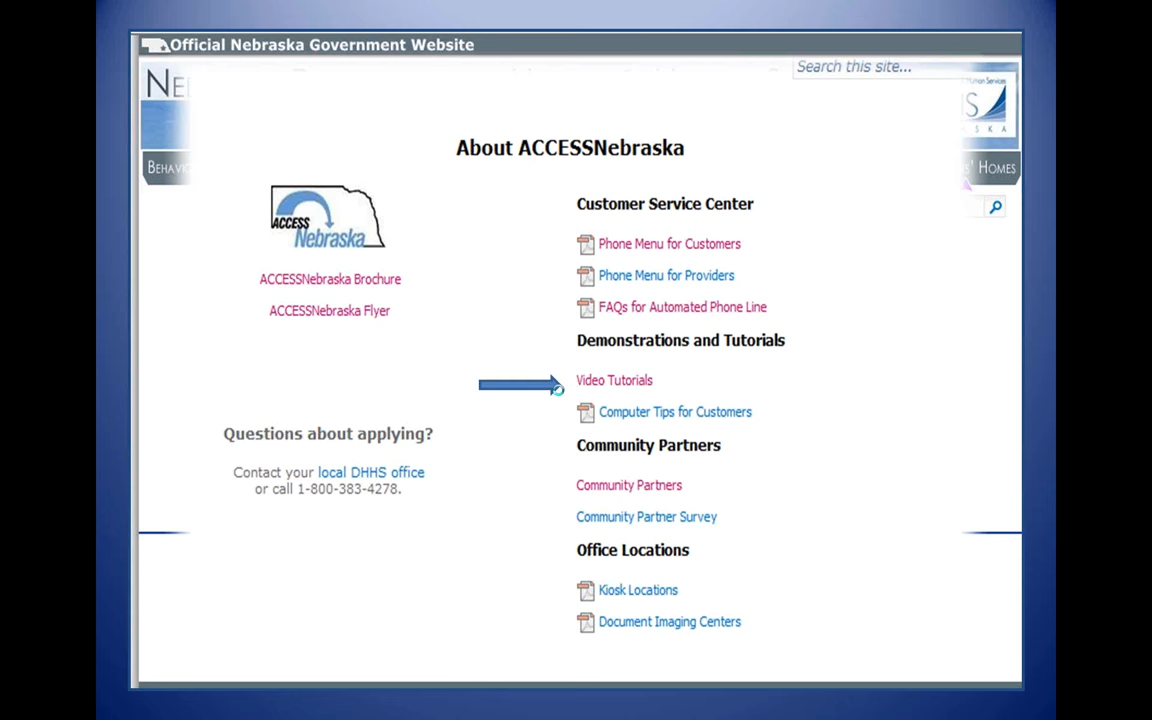 Official Nebraska Government Website
Search this site...
About ACCESSNebraska
ACCESS
Nebraska
ACCESSNebraska Brochure
ACCESSNebraska Flyer
Questions about applying?
Contact your local DHHS office
or call 1-800-383-4278.
Customer Service Center
Phone Menu for Customers
Phone Menu for Providers
FAQs for Automated Phone Line
Demonstrations and Tutorials
Video Tutorials
Computer Tips for Customers
Community Partners
Community Partners
Community Partner Survey
Office Locations
Kiosk Locations
Document Imaging Centers
Homes